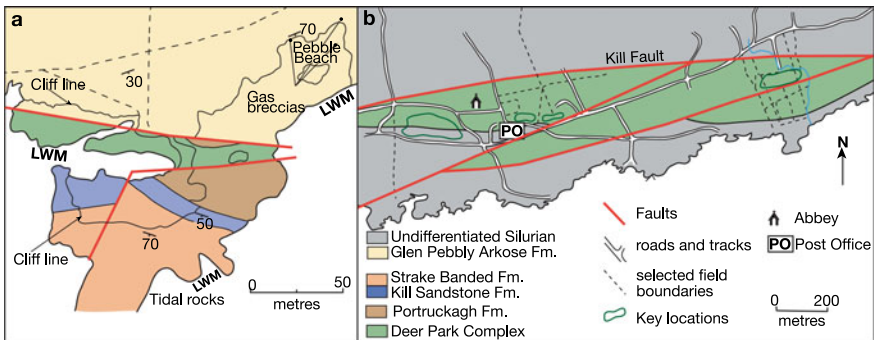 a
70
Pebble
Beach
30
Cliff line
Gas
breccias
LWM
LWM
50
70
Cliff line
LWM
Tidal rocks
0 50
metres
b
Kill Fault
PO
N
Undifferentiated Silurian
Glen Pebbly Arkose Fm.
Strake Banded Fm.
Kill Sandstone Fm.
Portruckagh Fm.
Deer Park Complex
Faults
roads and tracks
selected field
boundaries
Key locations
Abbey
PO Post Office
0 200
metres